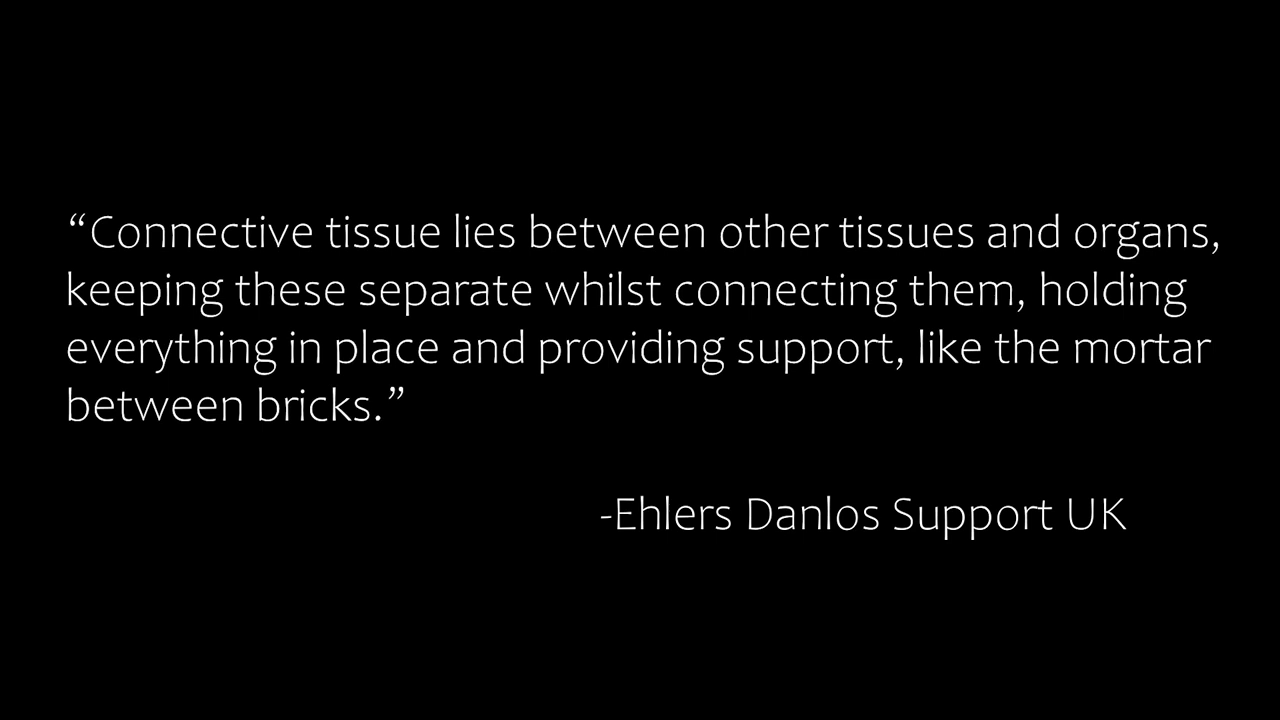 “Connective tissue lies between other tissues and organs,
keeping these separate whilst connecting them, holding
everything in place and providing support, like the mortar
between bricks.”
-Ehlers Danlos Support UK